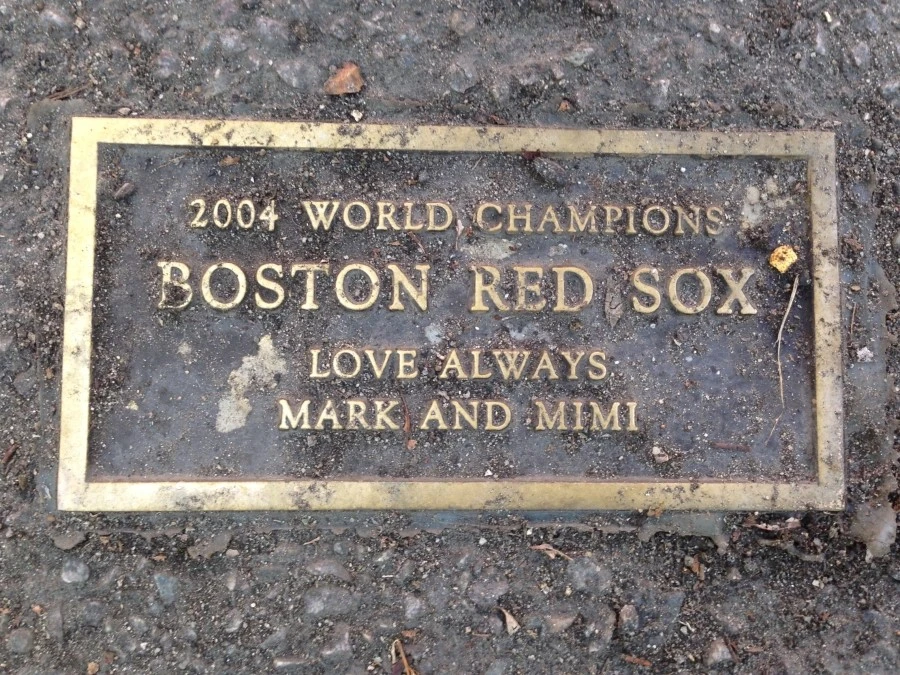 2004 WORLD CHAMPIONS
BOSTON RED SOX
LOVE ALWAYS
MARK AND MIMI